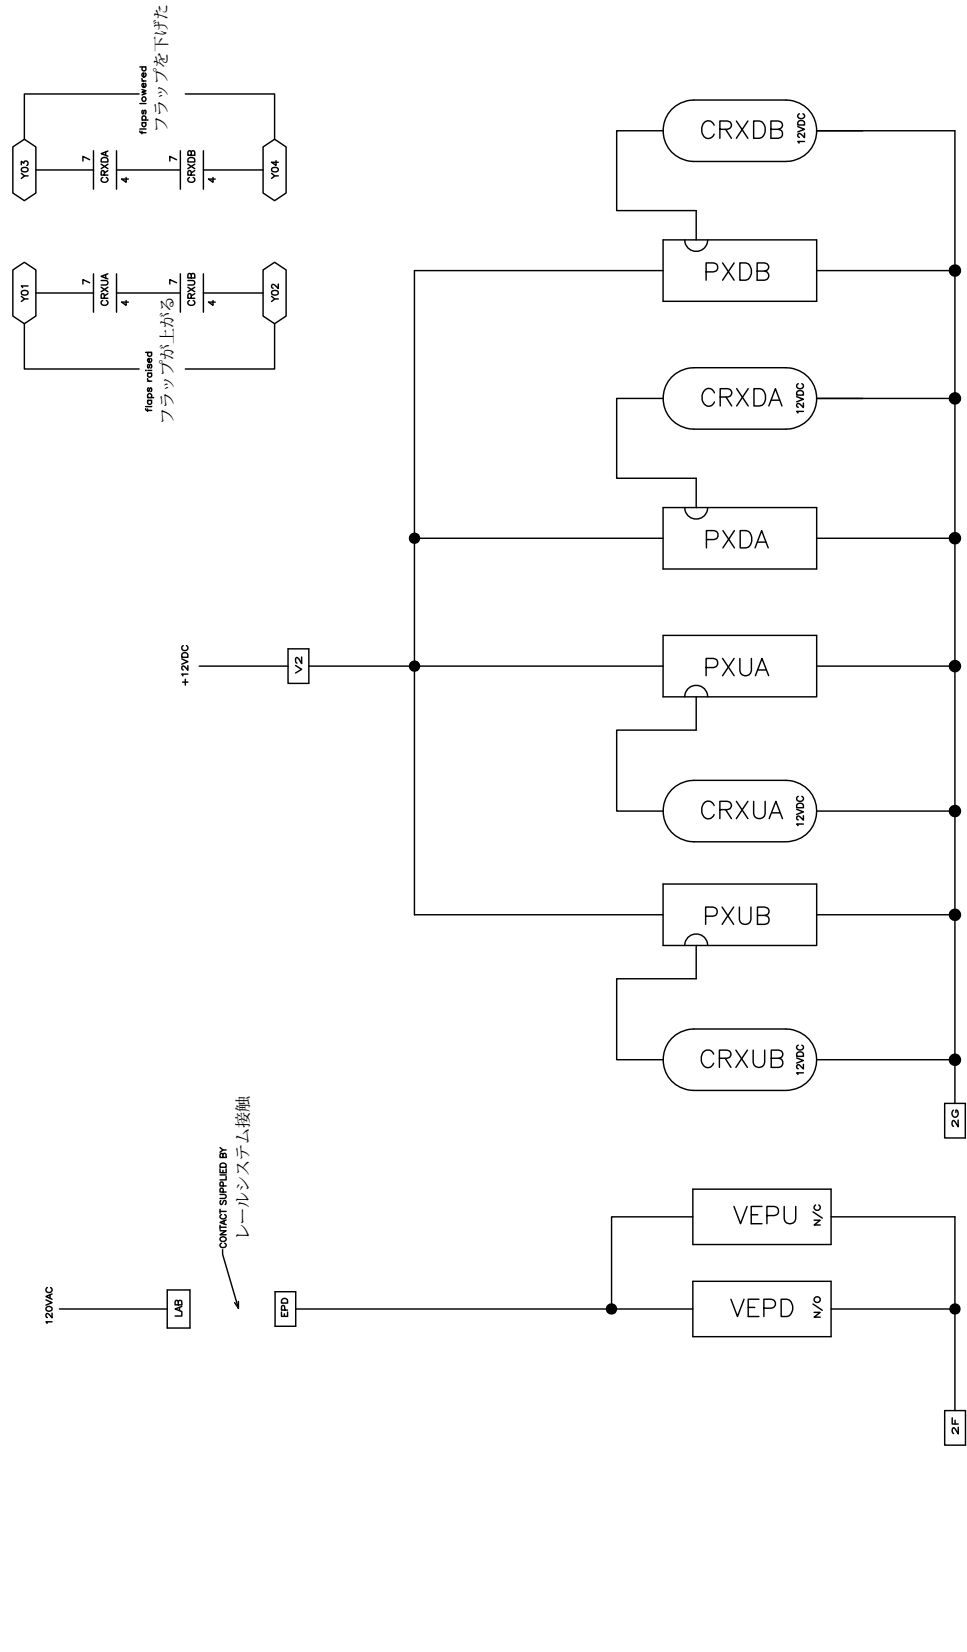 Y03
7
CRXDA
4
7
CRXDB
4
Y04
flaps lowered
フラップを下げた
Y01
7
CRXUA
4
7
CRXUB
4
Y02
flaps raised
フラップが上がる
+12VDC
V2
CRXDB
12VDC
PXDB
CRXDA
12VDC
PXDA
PXUA
CRXUA
12VDC
PXUB
CRXUB
12VDC
2G
120VAC
LAB
CONTACT SUPPLIED BY
レールシステム接触
EPD
VEPU
N/C
VEPD
N/O
2F